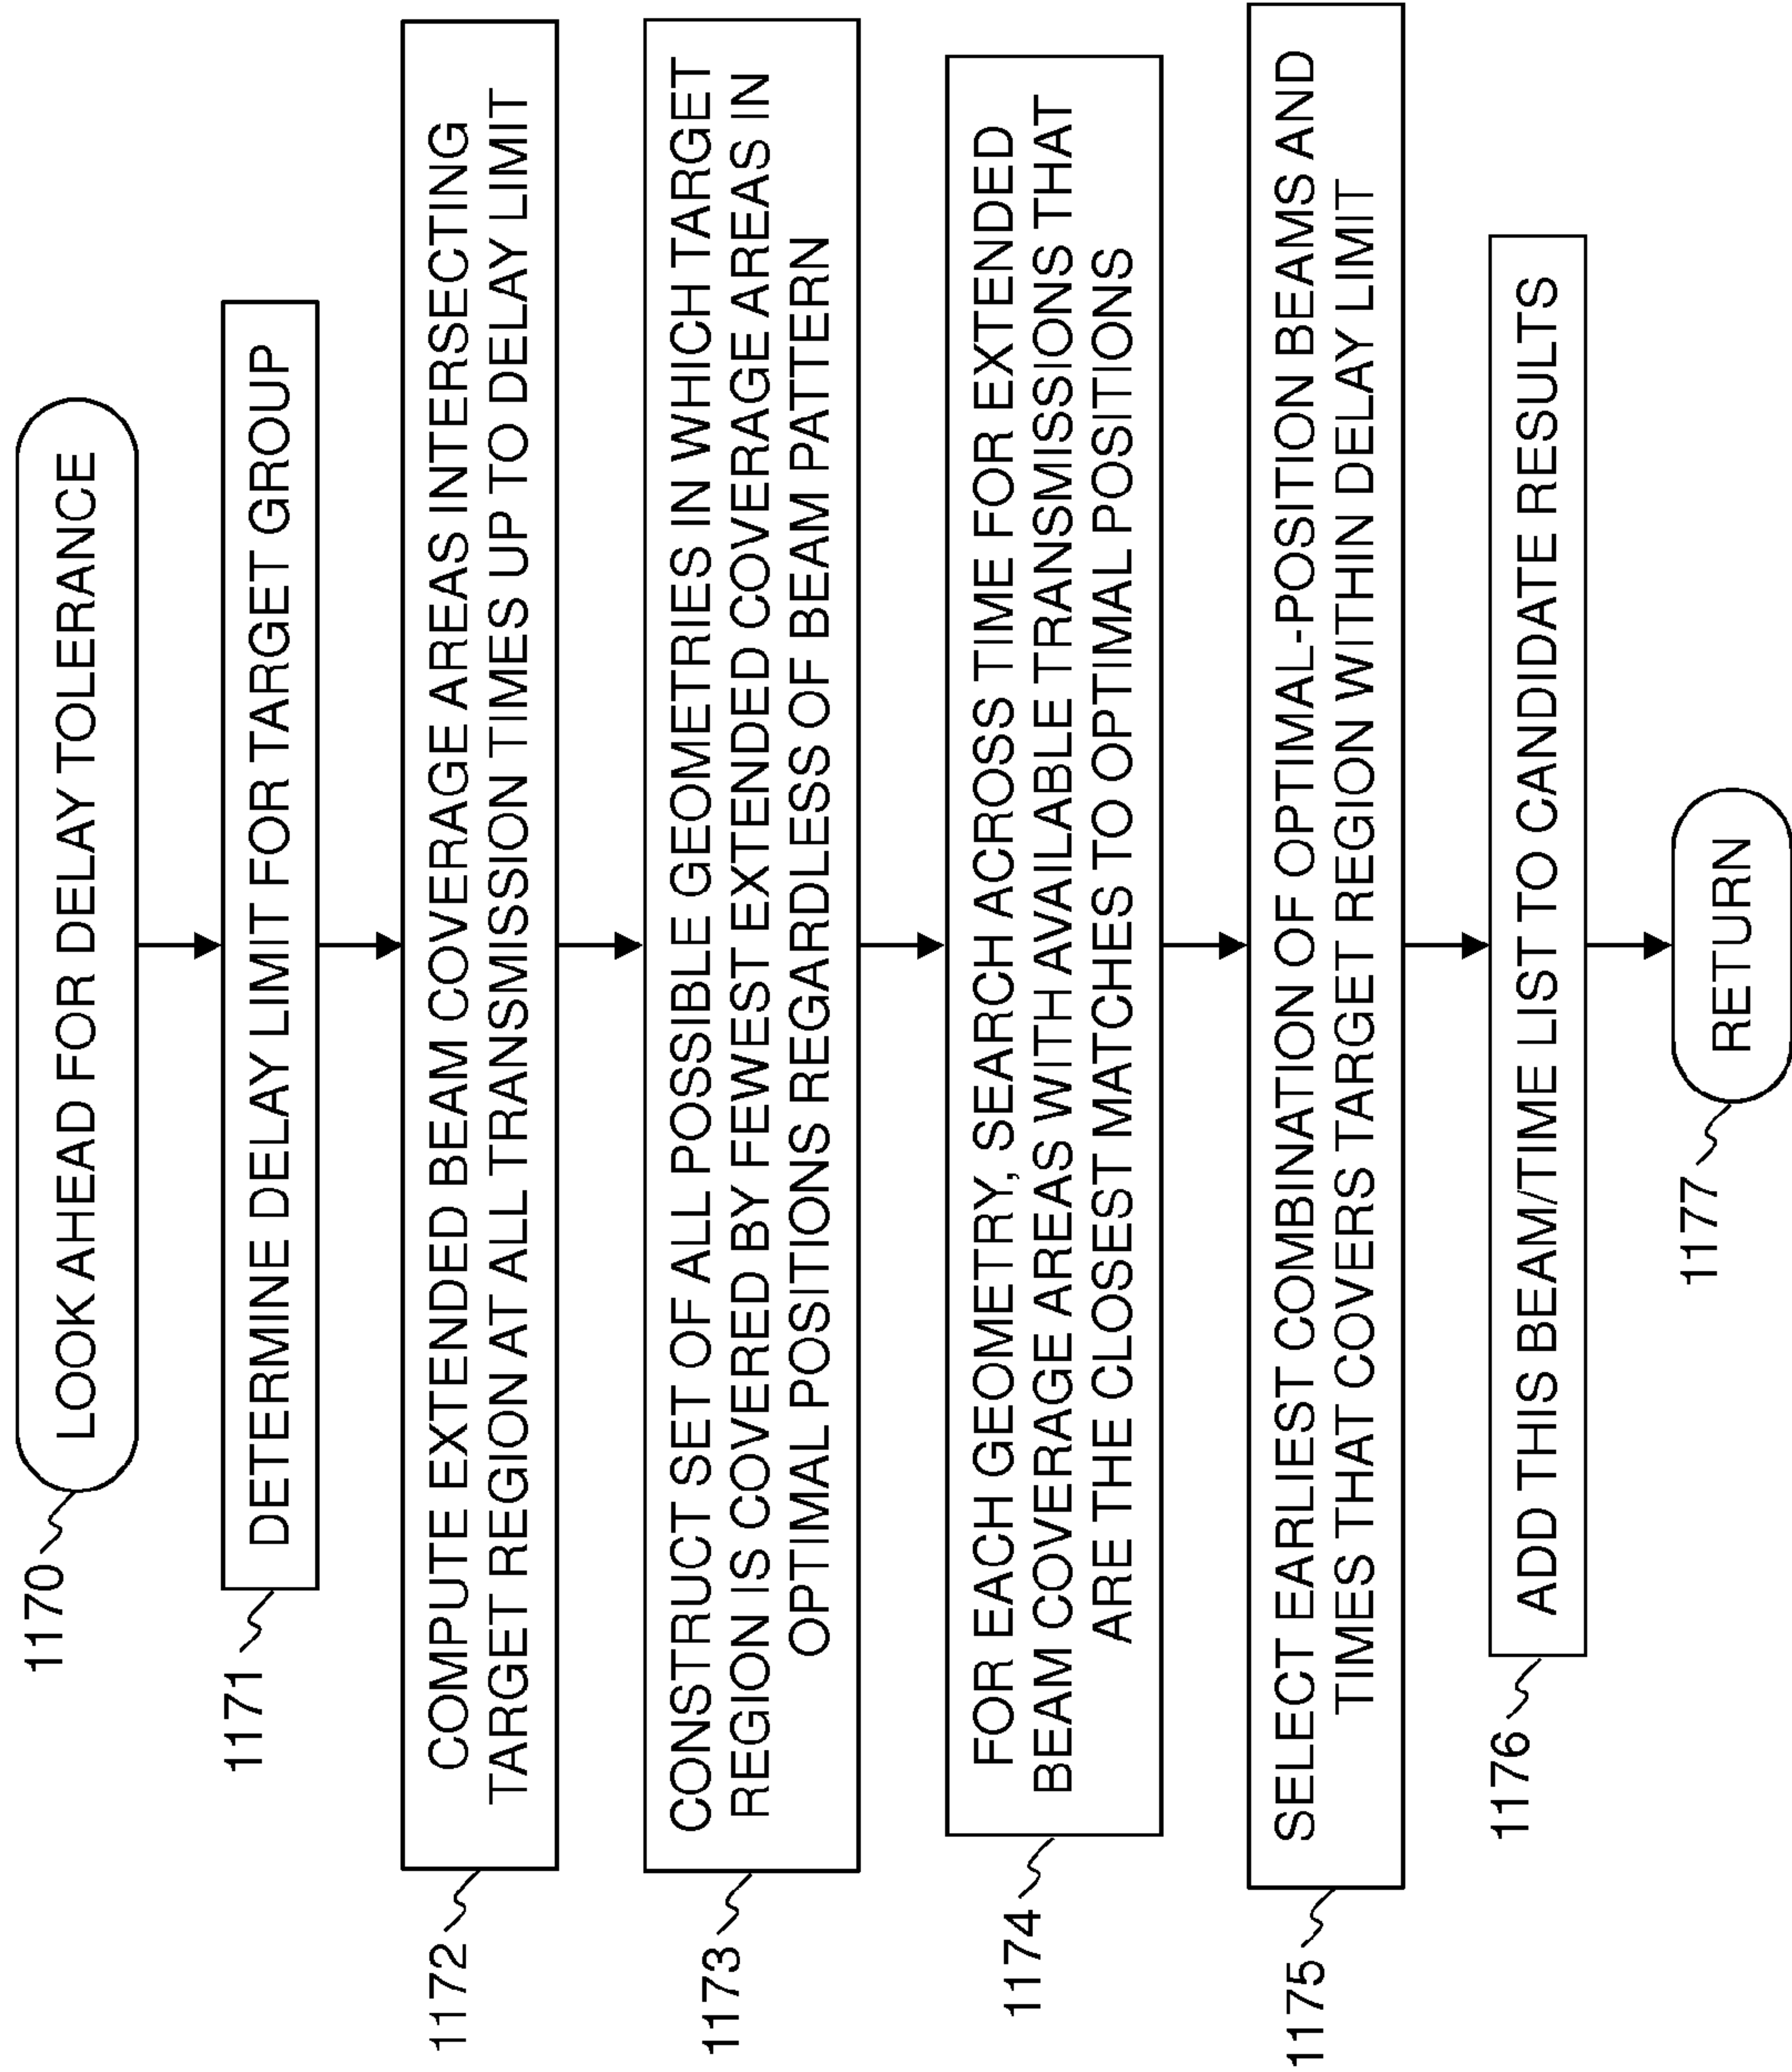 1170
LOOK AHEAD FOR DELAY TOLERANCE
1171
DETERMINE DELAY LIMIT FOR TARGET GROUP
1172
COMPUTE EXTENDED BEAM COVERAGE AREAS INTERSECTING
TARGET REGION AT ALL TRANSMISSION TIMES UP TO DELAY LIMIT
1173
CONSTRUCT SET OF ALL POSSIBLE GEOMETRIES IN WHICH TARGET
REGION IS COVERED BY FEWEST EXTENDED COVERAGE AREAS IN
OPTIMAL POSITIONS REGARDLESS OF BEAM PATTERN
1174
FOR EACH GEOMETRY, SEARCH ACROSS TIME FOR EXTENDED
BEAM COVERAGE AREAS WITH AVAILABLE TRANSMISSIONS THAT
ARE THE CLOSEST MATCHES TO OPTIMAL POSITIONS
1175
SELECT EARLIEST COMBINATION OF OPTIMAL-POSITION BEAMS AND
TIMES THAT COVERS TARGET REGION WITHIN DELAY LIMIT
1176
ADD THIS BEAM/TIME LIST TO CANDIDATE RESULTS
1177
RETURN